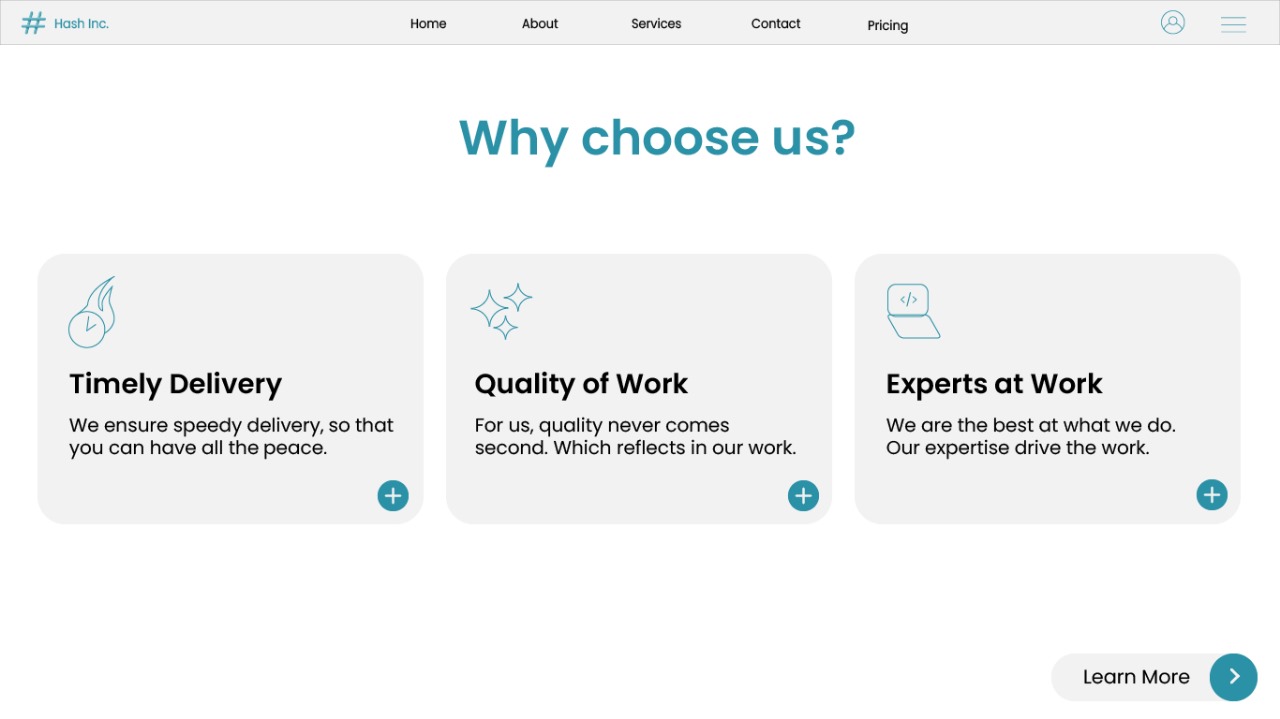 Hash Inc.
Home
About
Services
Contact
Pricing
Why choose us?
Timely Delivery
We ensure speedy delivery, so that
you can have all the peace.
Quality of Work
For us, quality never comes
second. Which reflects in our work.
</>
Experts at Work
We are the best at what we do.
Our expertise drive the work.
Learn More